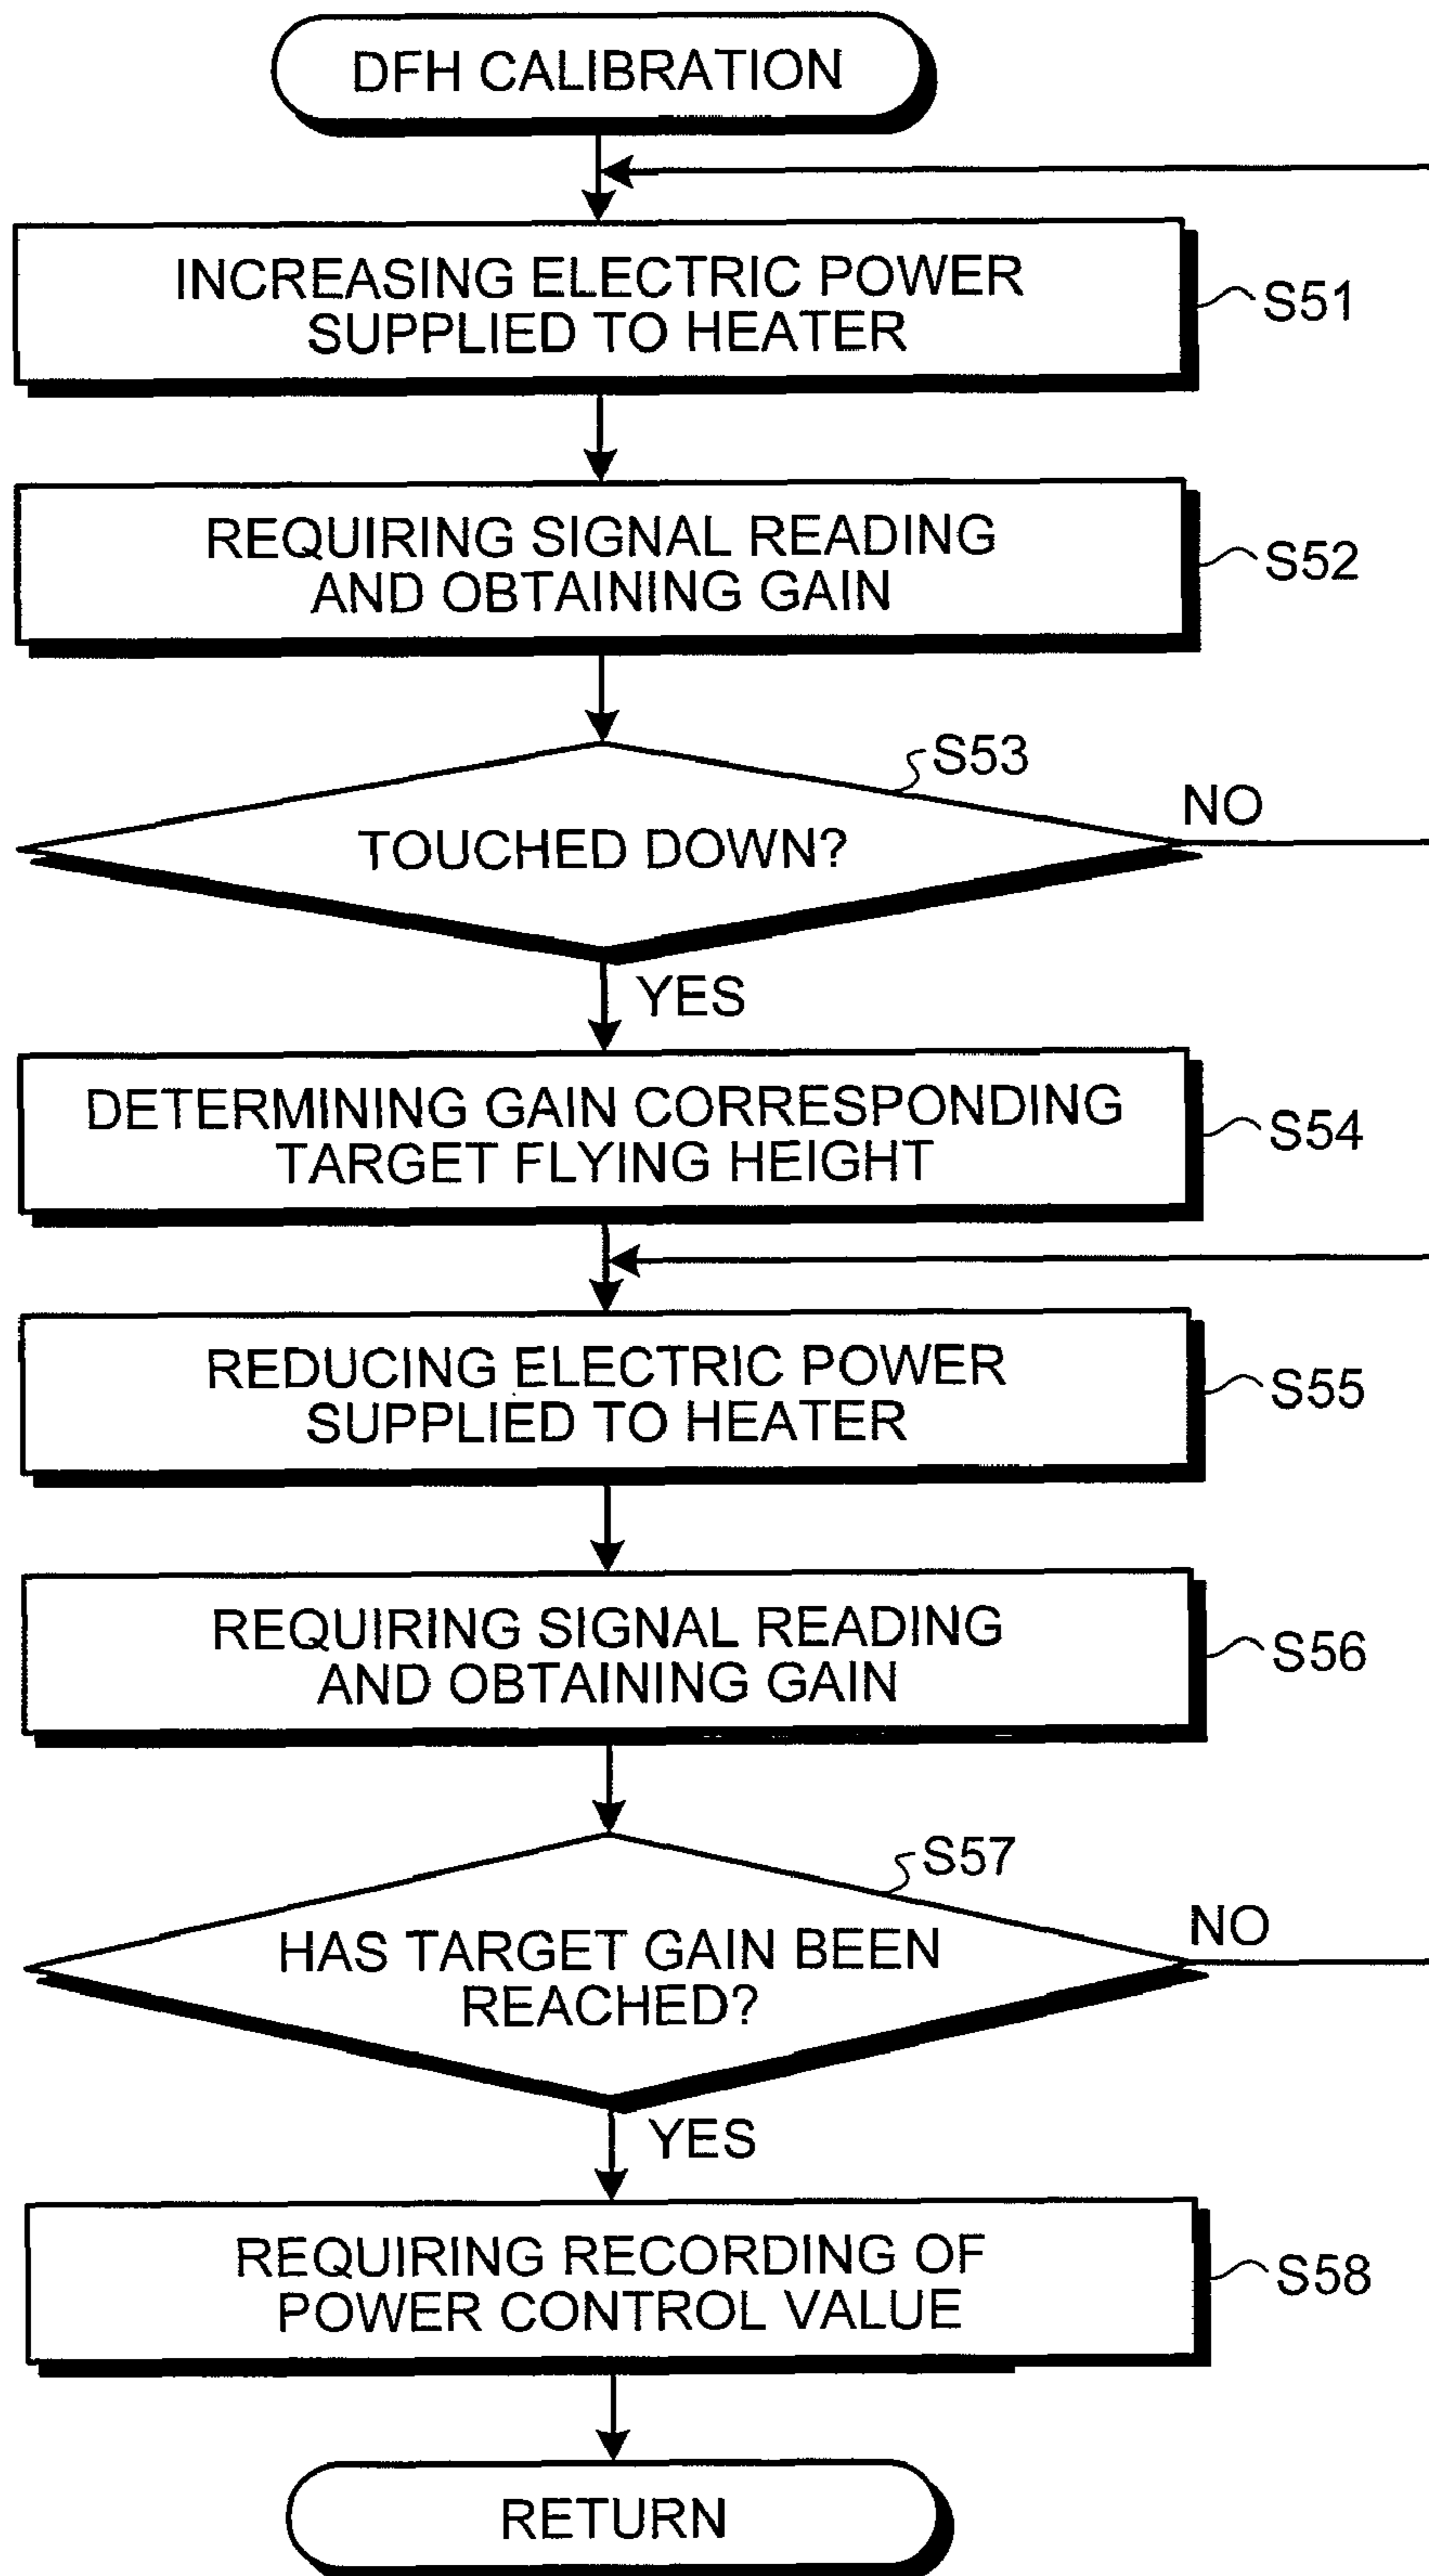 DFH CALIBRATION
INCREASING ELECTRIC POWER
SUPPLIED TO HEATER
S51
REQUIRING SIGNAL READING
AND OBTAINING GAIN
S52
S53
TOUCHED DOWN?
NO
YES
DETERMINING GAIN CORRESPONDING
TARGET FLYING HEIGHT
S54
REDUCING ELECTRIC POWER
SUPPLIED TO HEATER
S55
REQUIRING SIGNAL READING
AND OBTAINING GAIN
S56
S57
HAS TARGET GAIN BEEN
REACHED?
NO
YES
REQUIRING RECORDING OF
POWER CONTROL VALUE
S58
RETURN